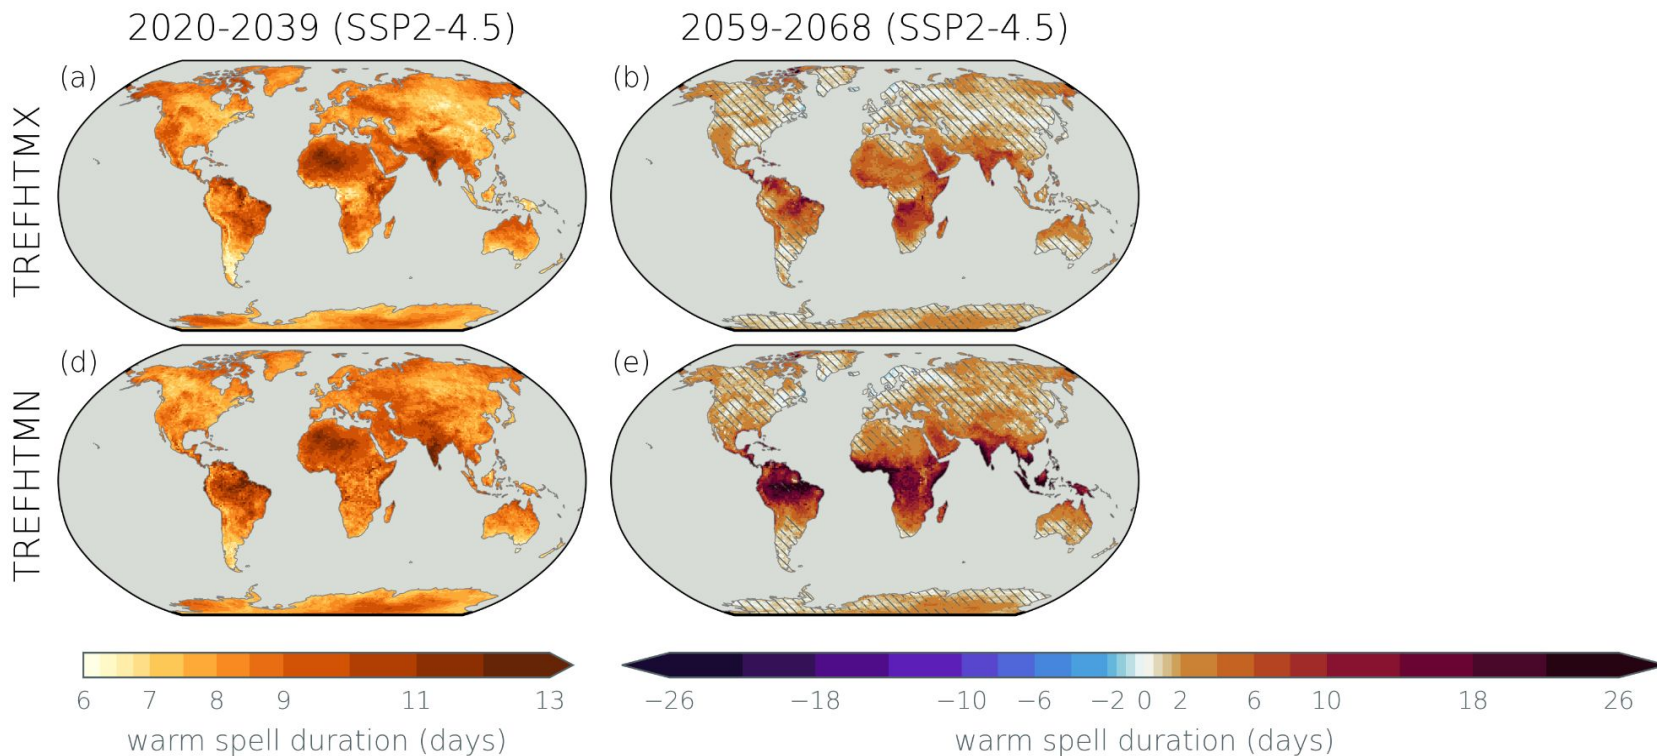 2020-2039 (SSP2-4.5) 2059-2068 (SSP2-4.5)
(a) (b)
TREFHTMX
(d) (e)
TREFHTMN
6 7 8 9 11 13
warm spell duration (days)
−26 −18 −10 −6 −2 0 2 6 10 18 26
warm spell duration (days)